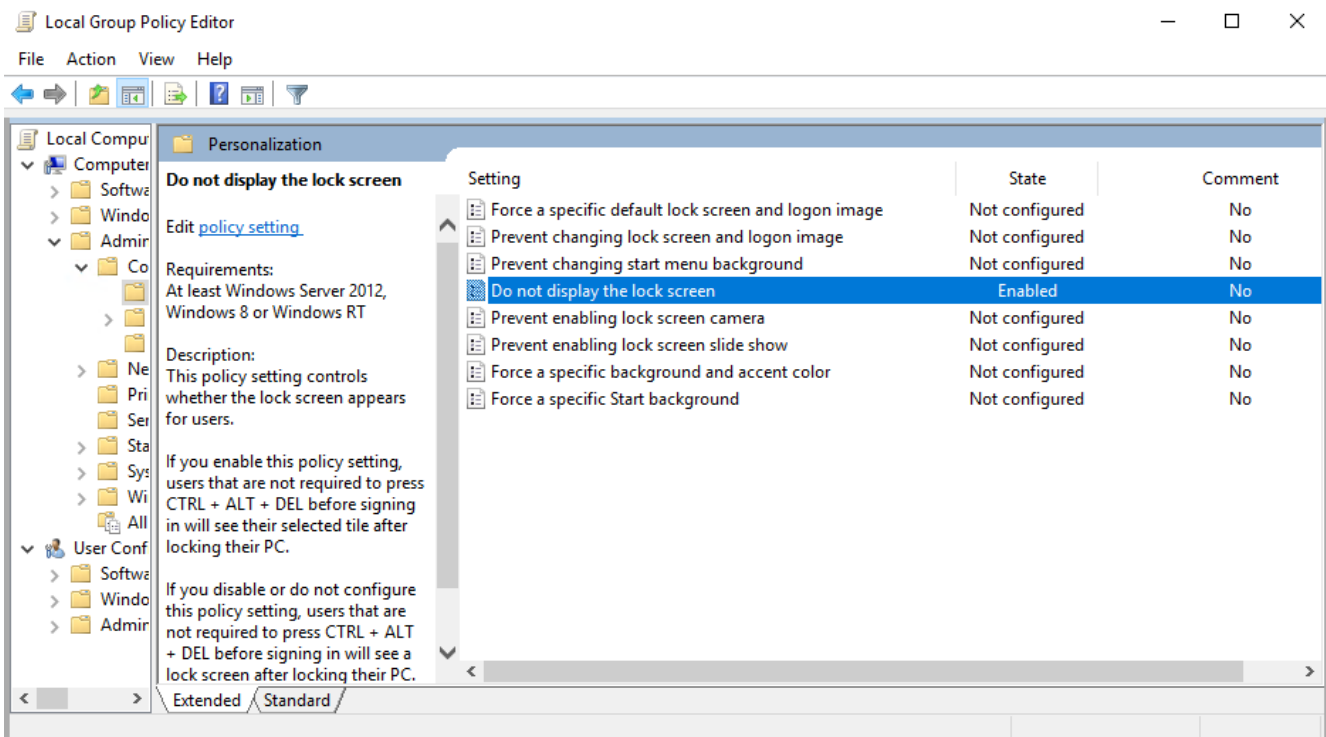 Local Group Policy Editor
File Action View Help
Local Compu
Computer
Softwa
Windo
Admin
Co
Ne
Pri
Ser
Sta
Sys
Wi
All
User Conf
Softwa
Windo
Admin
Personalization
Do not display the lock screen
Edit policy setting
Requirements:
At least Windows Server 2012,
Windows 8 or Windows RT
Description:
This policy setting controls
whether the lock screen appears
for users.
If you enable this policy setting,
users that are not required to press
CTRL + ALT + DEL before signing
in will see their selected tile after
locking their PC.
If you disable or do not configure
this policy setting, users that are
not required to press CTRL + ALT
+ DEL before signing in will see a
lock screen after locking their PC.
Setting State Comment
Force a specific default lock screen and logon image Not configured No
Prevent changing lock screen and logon image Not configured No
Prevent changing start menu background Not configured No
Do not display the lock screen Enabled No
Prevent enabling lock screen camera Not configured No
Prevent enabling lock screen slide show Not configured No
Force a specific background and accent color Not configured No
Force a specific Start background Not configured No
Extended Standard